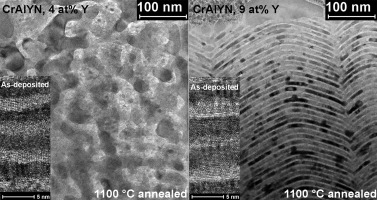 CrAlYN, 4 at% Y
100 nm
As-deposited
5 nm
1100 °C annealed
CrAlYN, 9 at% Y
100 nm
As-deposited
5 nm
1100 °C annealed